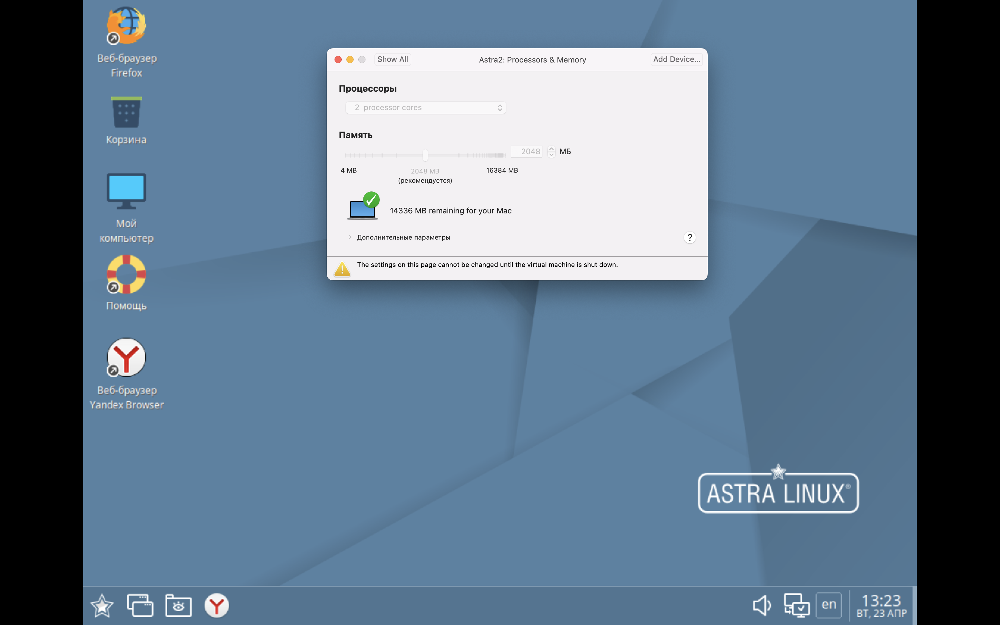 Веб-браузер
Firefox
Корзина
Мой
компьютер
Помощь
Веб-браузер
Yandex Browser
Show All
Astra2: Processors & Memory
Add Device...
Процессоры
2 processor cores
Память
2048
МБ
4 MB
2048 MB
16384 MB
(рекомендуется)
14336 MB remaining for your Mac
Дополнительные параметры
?
The settings on this page cannot be changed until the virtual machine is shut down.
ASTRA LINUX®
en
13:23
ВТ, 23 АПР